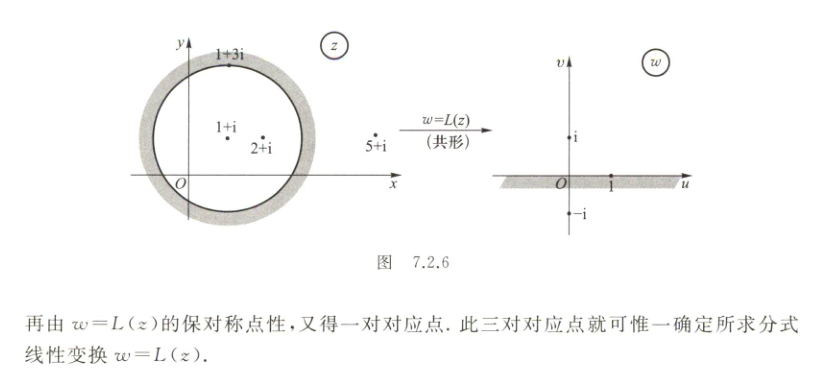 y
1+3i
z
1+i
2+i
5+i
O
x
w=L(z)
(共形)
v
w
i
O
1
u
-i
图 7.2.6
再由 w=L(z)的保对称点性,又得一对对应点. 此三对对应点就可惟一确定所求分式
线性变换 w=L(z).